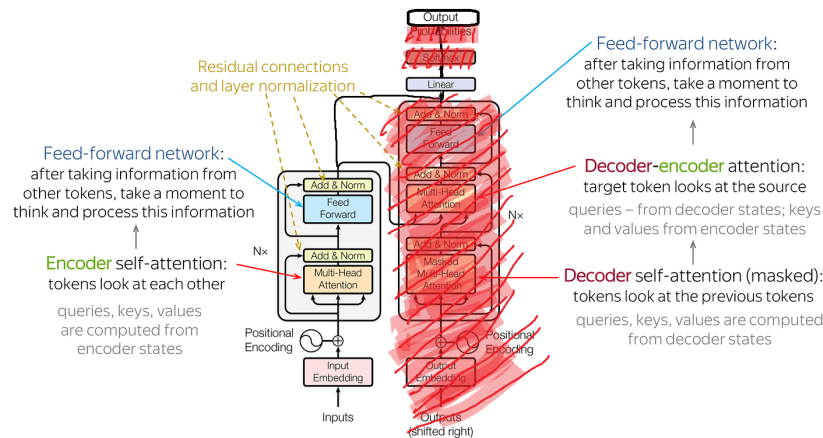 Output
Probabilities
Softmax
Linear
Residual connections
and layer normalization
Feed-forward network:
after taking information from
other tokens, take a moment to
think and process this information
Add & Norm
Feed
Forward
Feed-forward network:
after taking information from
other tokens, take a moment to
think and process this information
Add & Norm
Feed
Forward
Add & Norm
Multi-Head
Attention
Decoder-encoder attention:
target token looks at the source
queries – from decoder states; keys
and values from encoder states
N×
N×
Encoder self-attention:
tokens look at each other
queries, keys, values
are computed from
encoder states
Add & Norm
Multi-Head
Attention
Add & Norm
Masked
Multi-Head
Attention
Decoder self-attention (masked):
tokens look at the previous tokens
queries, keys, values are computed
from decoder states
Positional
Encoding
Positional
Encoding
Input
Embedding
Output
Embedding
Inputs
Outputs
(shifted right)